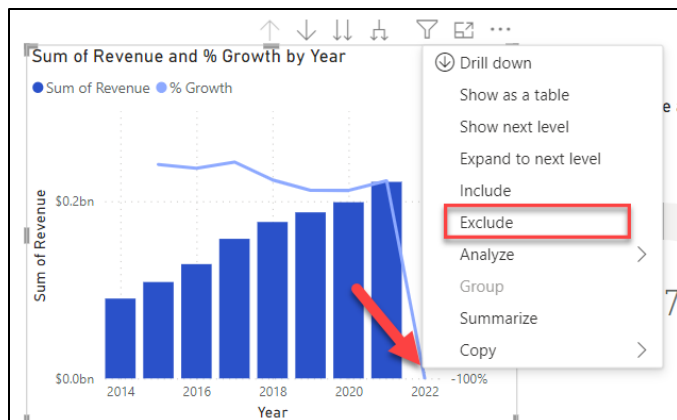 Sum of Revenue and % Growth by Year
Sum of Revenue % Growth
$0.2bn
$0.0bn
Sum of Revenue
2014 2016 2018 2020 2022
-100%
Year
Drill down
Show as a table
Show next level
Expand to next level
Include
Exclude
Analyze
Group
Summarize
Copy
e
7